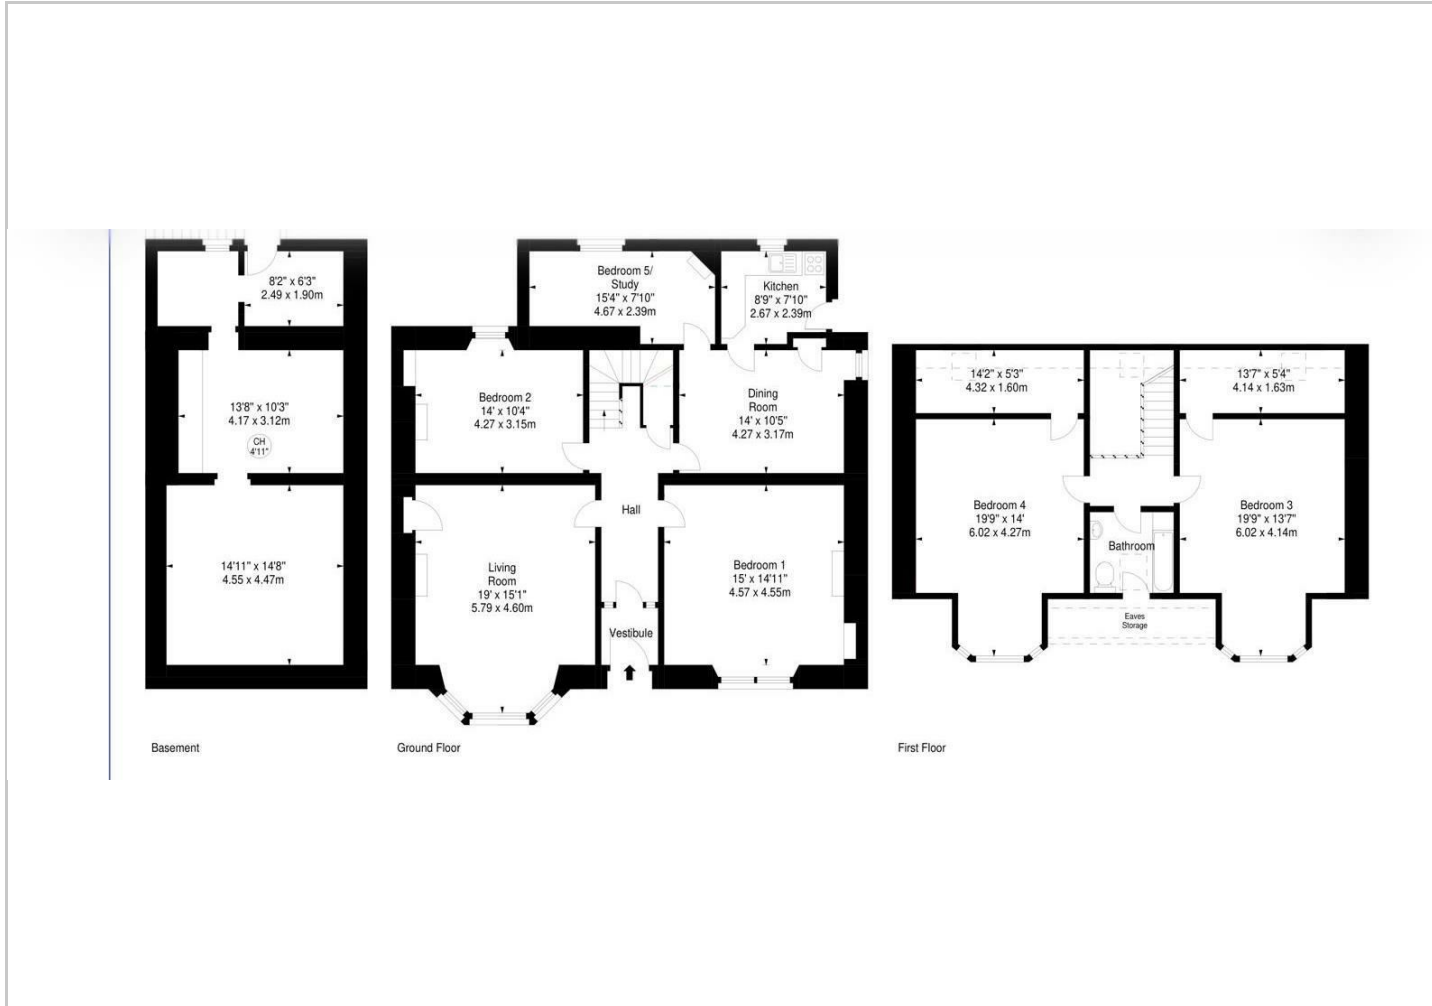 8'2" x 6'3"
2.49 x 1.90m
13'8" x 10'3"
4.17 x 3.12m
CH
4'11"
14'11" x 14'8"
4.55 x 4.47m
Basement
Bedroom 5/
Study
15'4" x 7'10"
4.67 x 2.39m
Kitchen
8'9" x 7'10"
2.67 x 2.39m
Bedroom 2
14' x 10'4"
4.27 x 3.15m
Dining
Room
14' x 10'5"
4.27 x 3.17m
Hall
Living
Room
19' x 15'1"
5.79 x 4.60m
Bedroom 1
15' x 14'11"
4.57 x 4.55m
Vestibule
Ground Floor
14'2" x 5'3"
4.32 x 1.60m
13'7" x 5'4"
4.14 x 1.63m
Bedroom 4
19'9" x 14'
6.02 x 4.27m
Bedroom 3
19'9" x 13'7"
6.02 x 4.14m
Bathroom
Eaves
Storage
First Floor